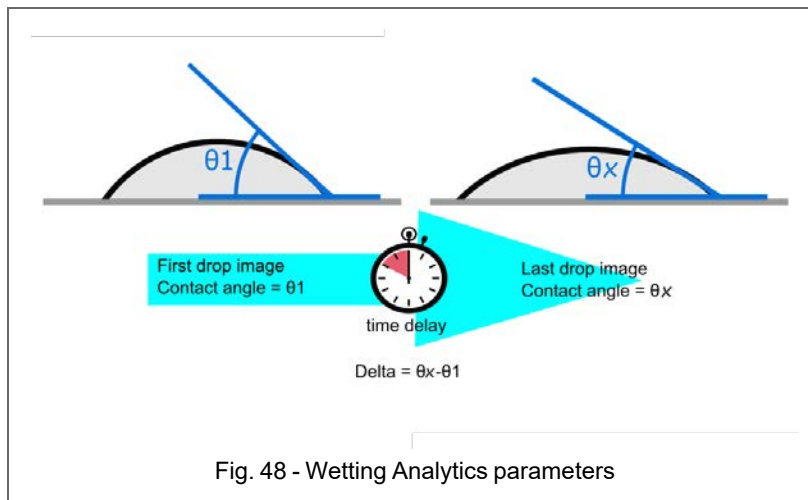 θ1
θx
First drop image
Contact angle = θ1
Last drop image
Contact angle = θx
time delay
Delta = θx-θ1
Fig. 48 - Wetting Analytics parameters